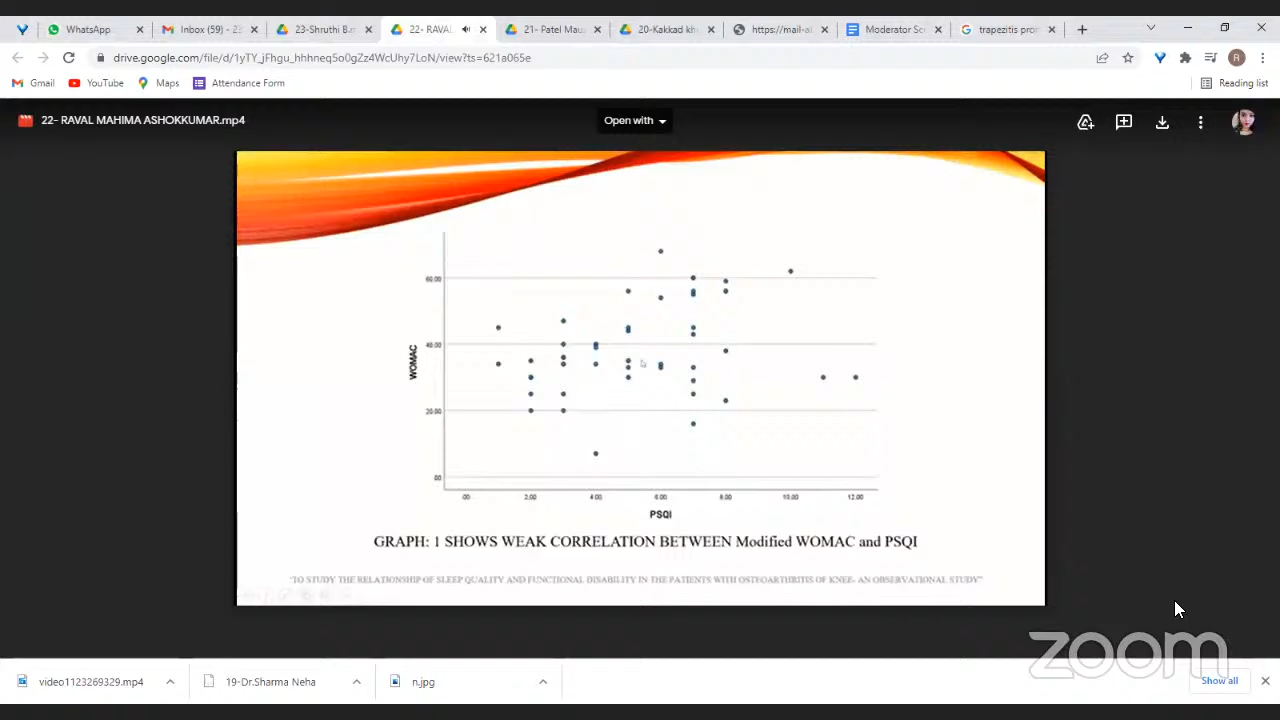 WhatsApp
Inbox (59) - 23
23-Shruthi B.
22- RAVAL
21- Patel Mau
20-Kakkad kh
https://mail-al
Moderator Sc
trapezitis pro
drive.google.com/file/d/1yTY_jFhgu_hhhneq5o0gZz4WcUhy7LoN/view?ts=621a065e
R
Gmail
YouTube
Maps
Attendance Form
Reading list
22- RAVAL MAHIMA ASHOKKUMAR.mp4
Open with
60.00
40.00
20.00
.00
WOMAC
.00 2.00 4.00 6.00 8.00 10.00 12.00
PSQI
GRAPH: 1 SHOWS WEAK CORRELATION BETWEEN Modified WOMAC and PSQI
"TO STUDY THE RELATIONSHIP OF SLEEP QUALITY AND FUNCTIONAL DISABILITY IN THE PATIENTS WITH OSTEOARTHRITIS OF KNEE- AN OBSERVATIONAL STUDY"
zoom
video1123269329.mp4
19-Dr.Sharma Neha
n.jpg
Show all